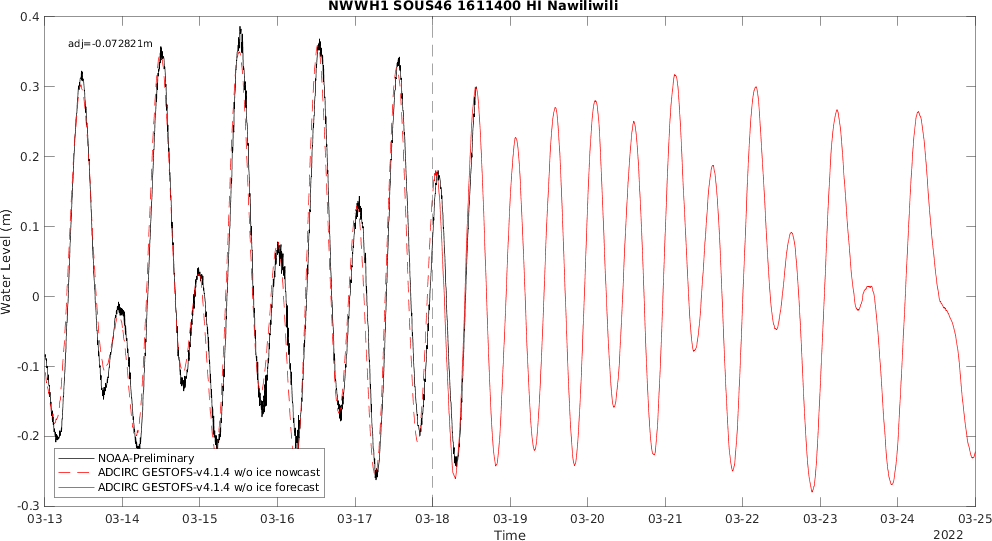 NWWH1 SOUS46 1611400 HI Nawiliwili
adj=-0.072821m
Water Level (m)
0.4
0.3
0.2
0.1
0
-0.1
-0.2
-0.3
NOAA-Preliminary
ADCIRC GESTOFS-v4.1.4 w/o ice nowcast
ADCIRC GESTOFS-v4.1.4 w/o ice forecast
03-13 03-14 03-15 03-16 03-17 03-18 03-19 03-20 03-21 03-22 03-23 03-24 03-25
Time
2022